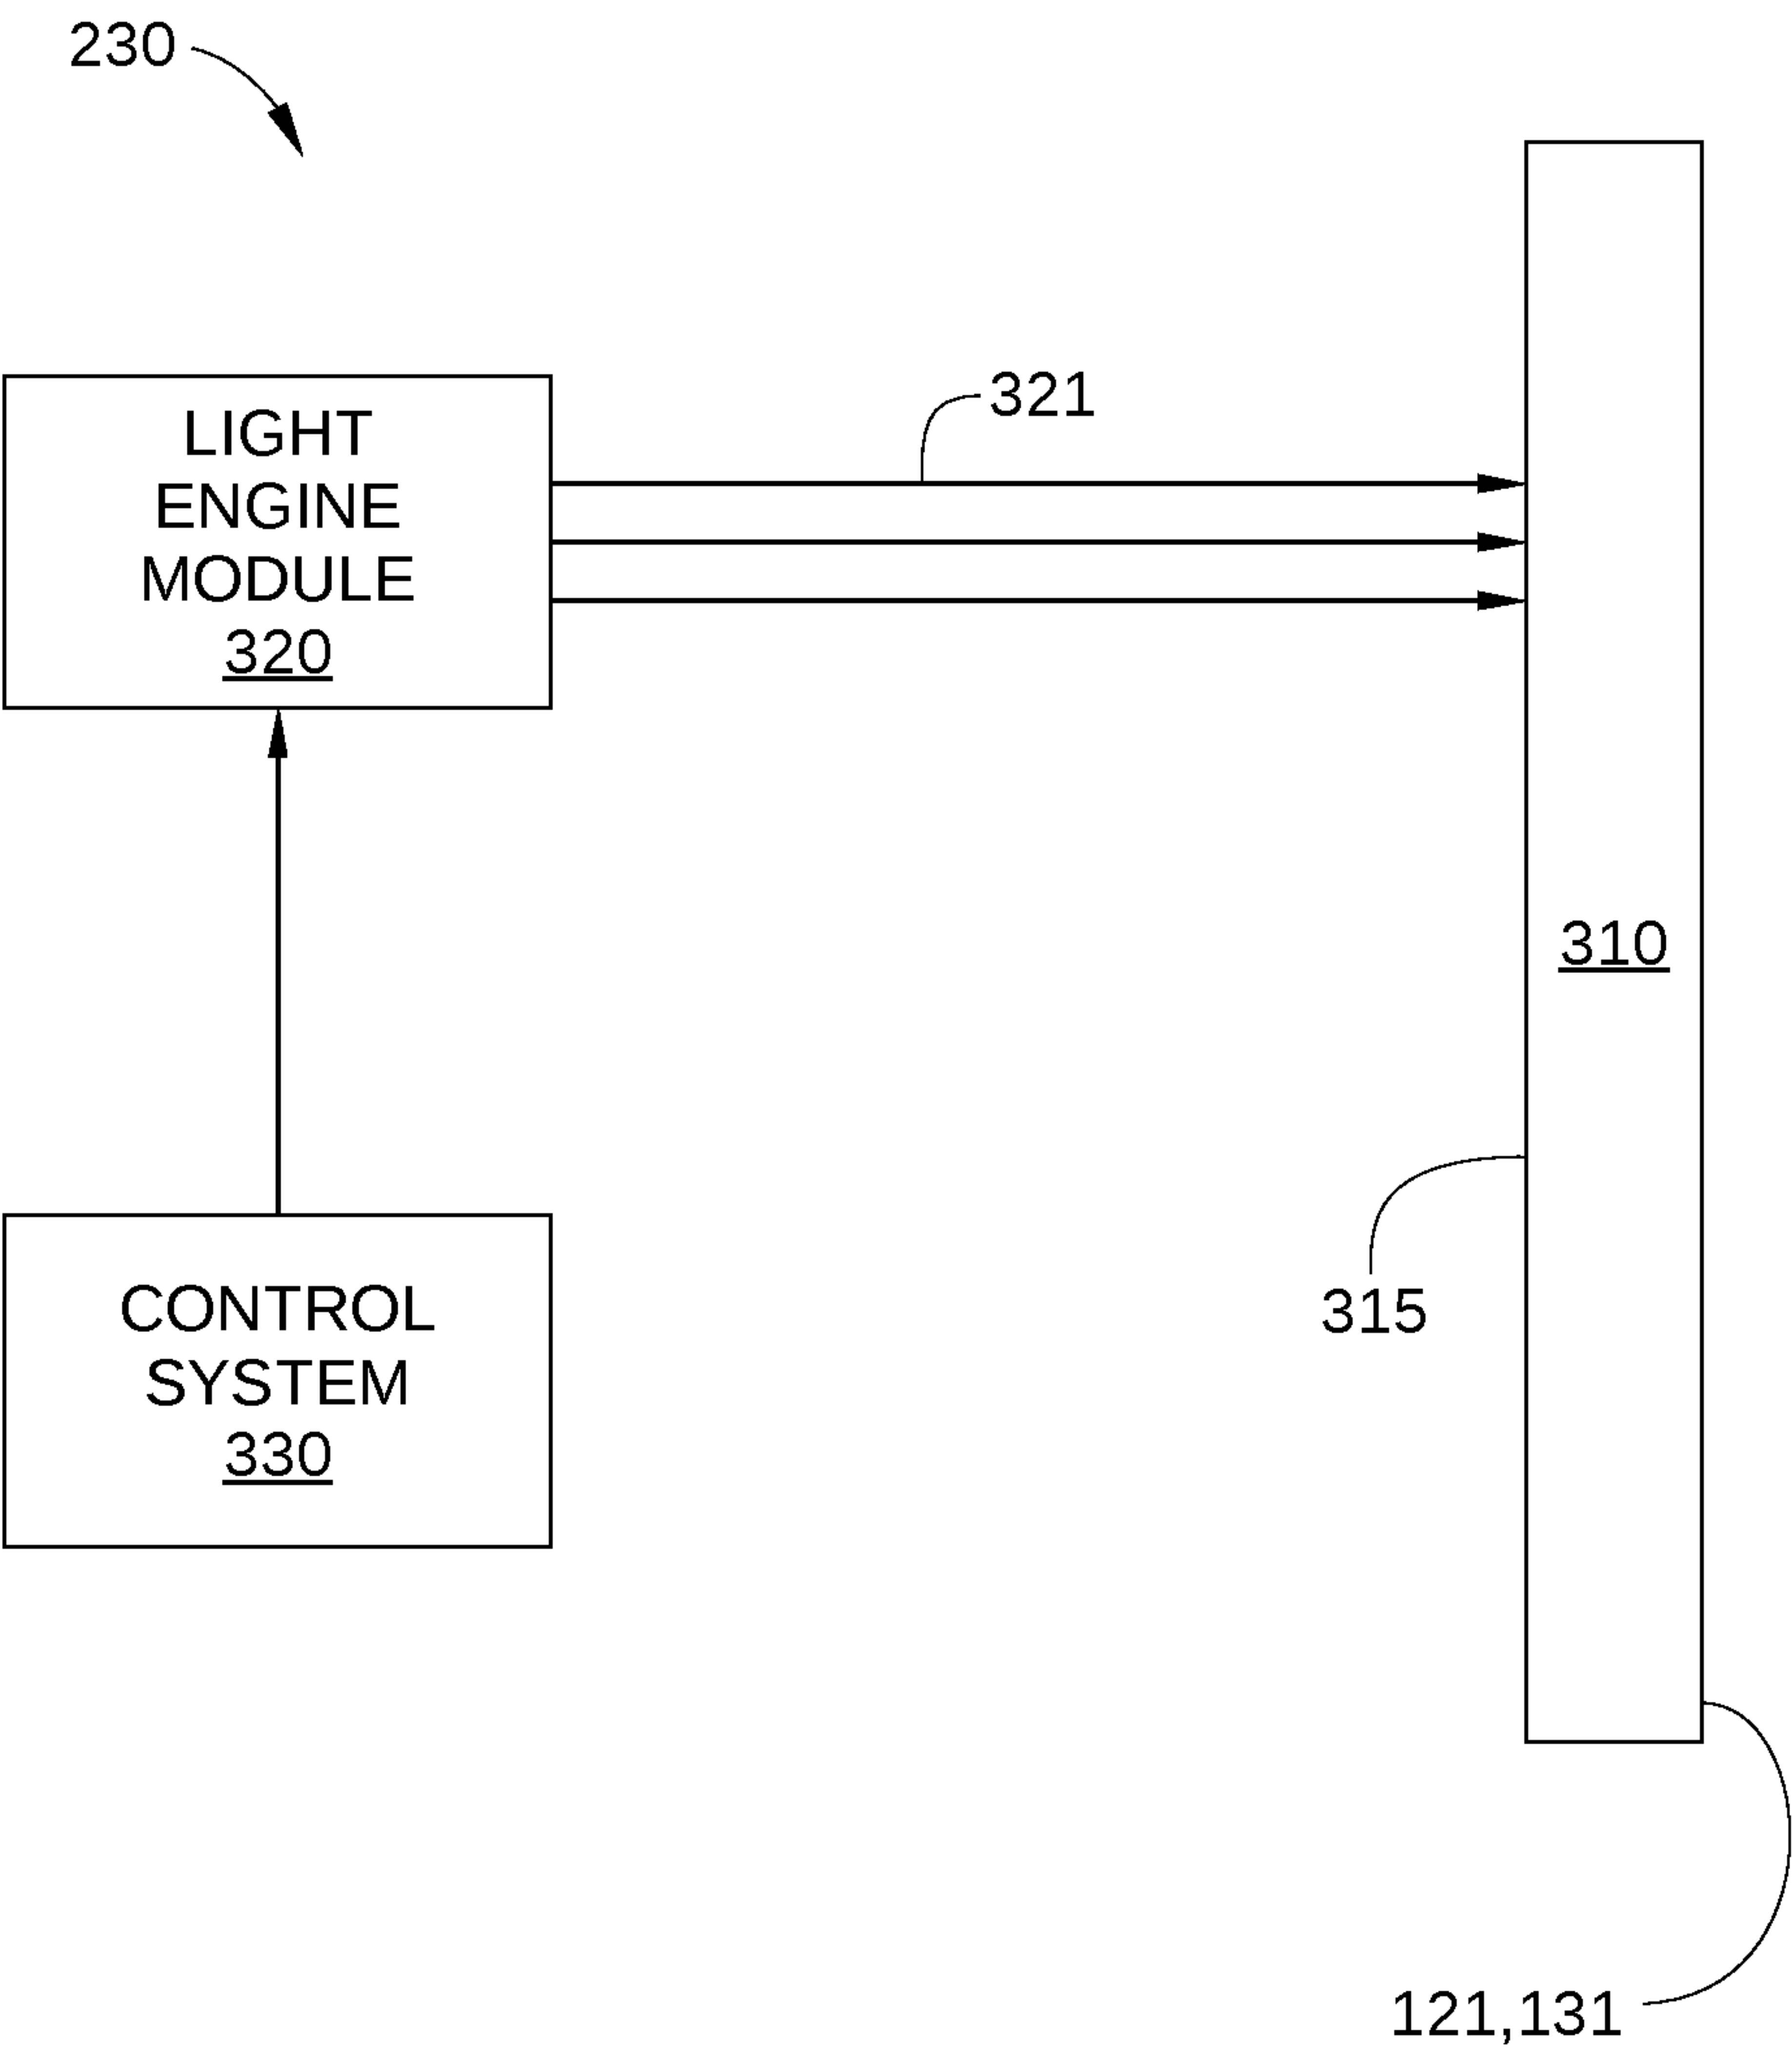 230
321
LIGHT
ENGINE
MODULE
320
310
315
CONTROL
SYSTEM
330
121,131